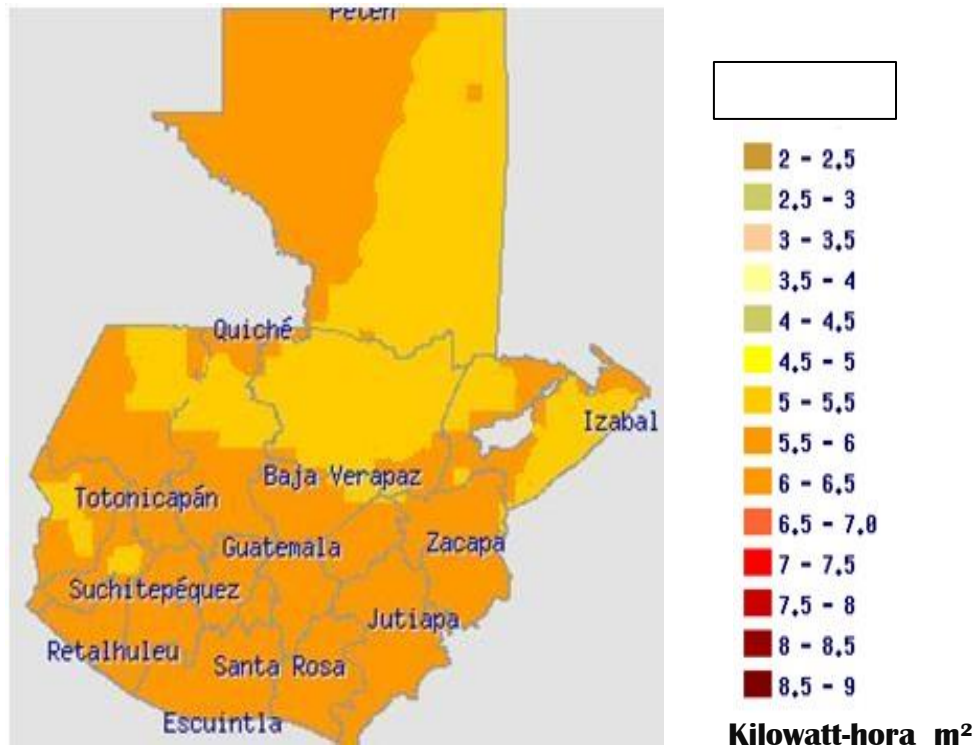 Petén
2 - 2,5
2,5 - 3
3 - 3,5
3,5 - 4
4 - 4,5
4,5 - 5
5 - 5,5
5,5 - 6
6 - 6,5
6,5 - 7,0
7 - 7,5
7,5 - 8
8 - 8,5
8,5 - 9
Kilowatt-hora m²
Quiché
Izabal
Baja Verapaz
Totonicapán
Guatemala
Zacapa
Suchitepéquez
Jutiapa
Retalhuleu
Santa Rosa
Escuintla